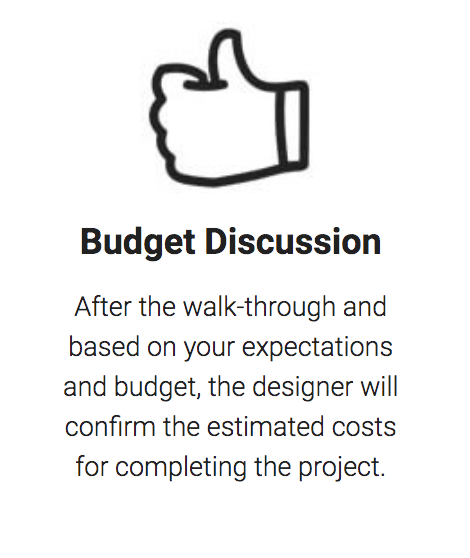 Budget Discussion
After the walk-through and
based on your expectations
and budget, the designer will
confirm the estimated costs
for completing the project.